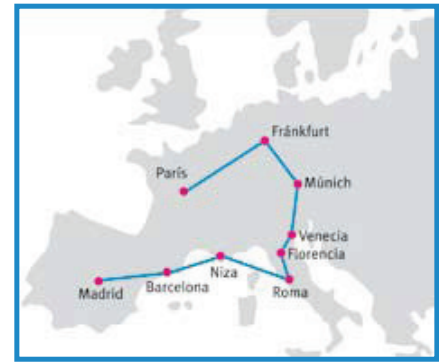 Fránkfurt
París
Múnich
Venecia
Florencia
Niza
Barcelona
Madrid
Roma